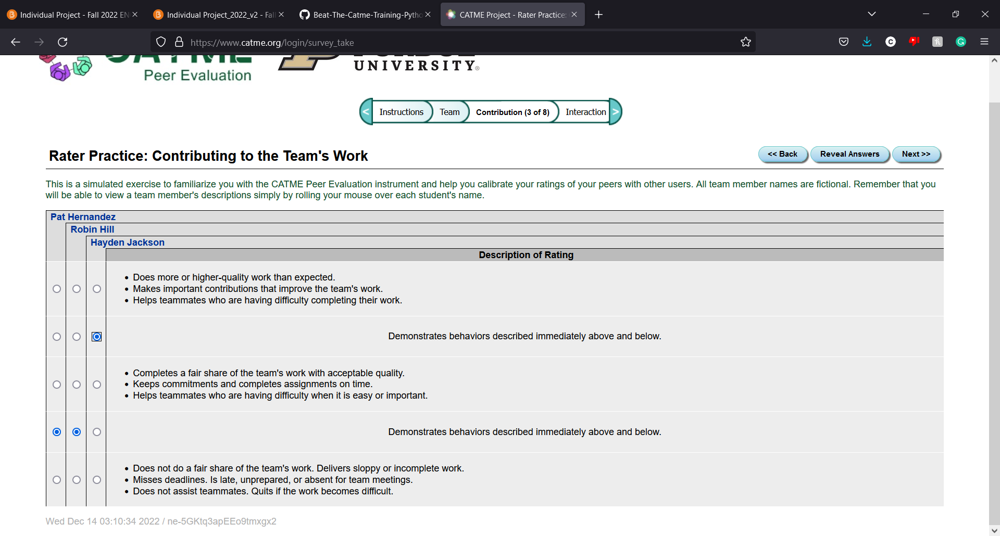 Individual Project - Fall 2022 EN
Individual Project_2022_v2 - Fall
Beat-The-Catme-Training-Pytho
CATME Project - Rater Practice:
https://www.catme.org/login/survey_take
Peer Evaluation
UNIVERSITY®
< Instructions Team Contribution (3 of 8) Interaction >
Rater Practice: Contributing to the Team's Work
<< Back Reveal Answers Next >>
This is a simulated exercise to familiarize you with the CATME Peer Evaluation instrument and help you calibrate your ratings of your peers with other users. All team member names are fictional. Remember that you
will be able to view a team member's descriptions simply by rolling your mouse over each student's name.
Pat Hernandez
Robin Hill
Hayden Jackson
Description of Rating
• Does more or higher-quality work than expected.
• Makes important contributions that improve the team's work.
• Helps teammates who are having difficulty completing their work.
Demonstrates behaviors described immediately above and below.
• Completes a fair share of the team's work with acceptable quality.
• Keeps commitments and completes assignments on time.
• Helps teammates who are having difficulty when it is easy or important.
Demonstrates behaviors described immediately above and below.
• Does not do a fair share of the team's work. Delivers sloppy or incomplete work.
• Misses deadlines. Is late, unprepared, or absent for team meetings.
• Does not assist teammates. Quits if the work becomes difficult.
Wed Dec 14 03:10:34 2022 / ne-5GKtq3apEEo9tmxgx2